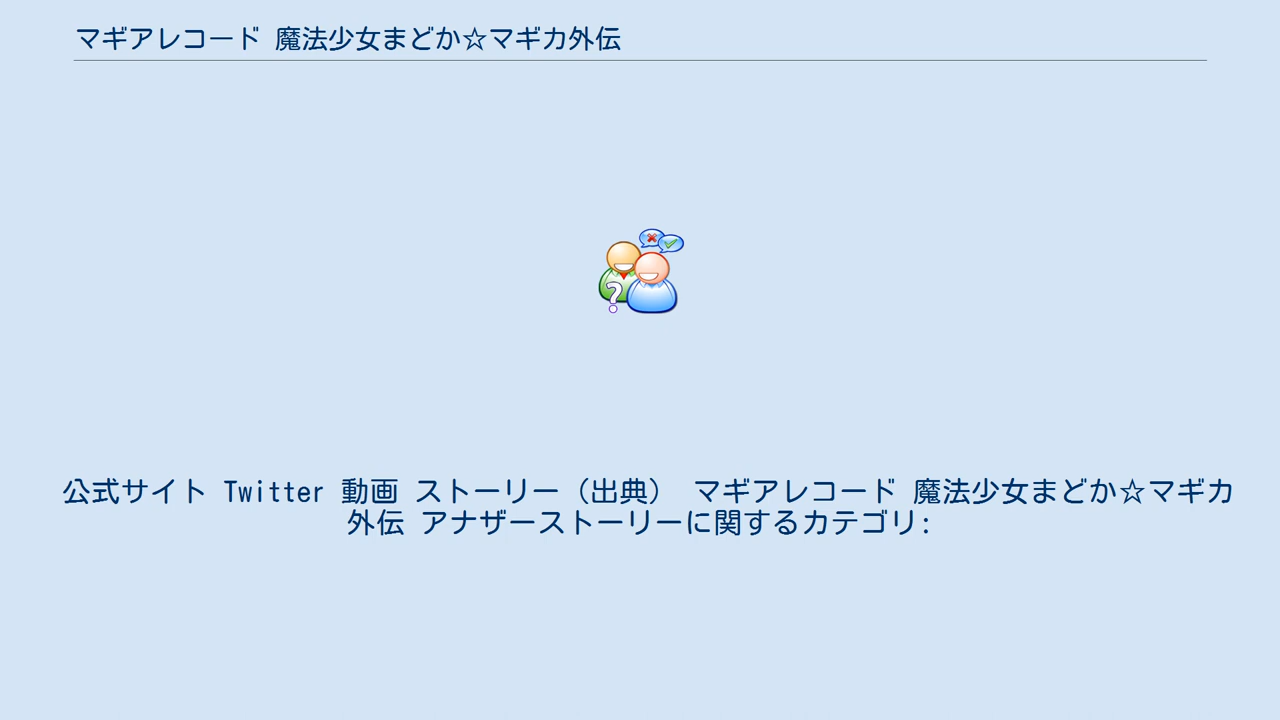 マギアレコード 魔法少女まどか☆マギカ外伝
公式サイト Twitter 動画 ストーリー（出典） マギアレコード 魔法少女まどか☆マギカ
外伝 アナザーストーリーに関するカテゴリ: